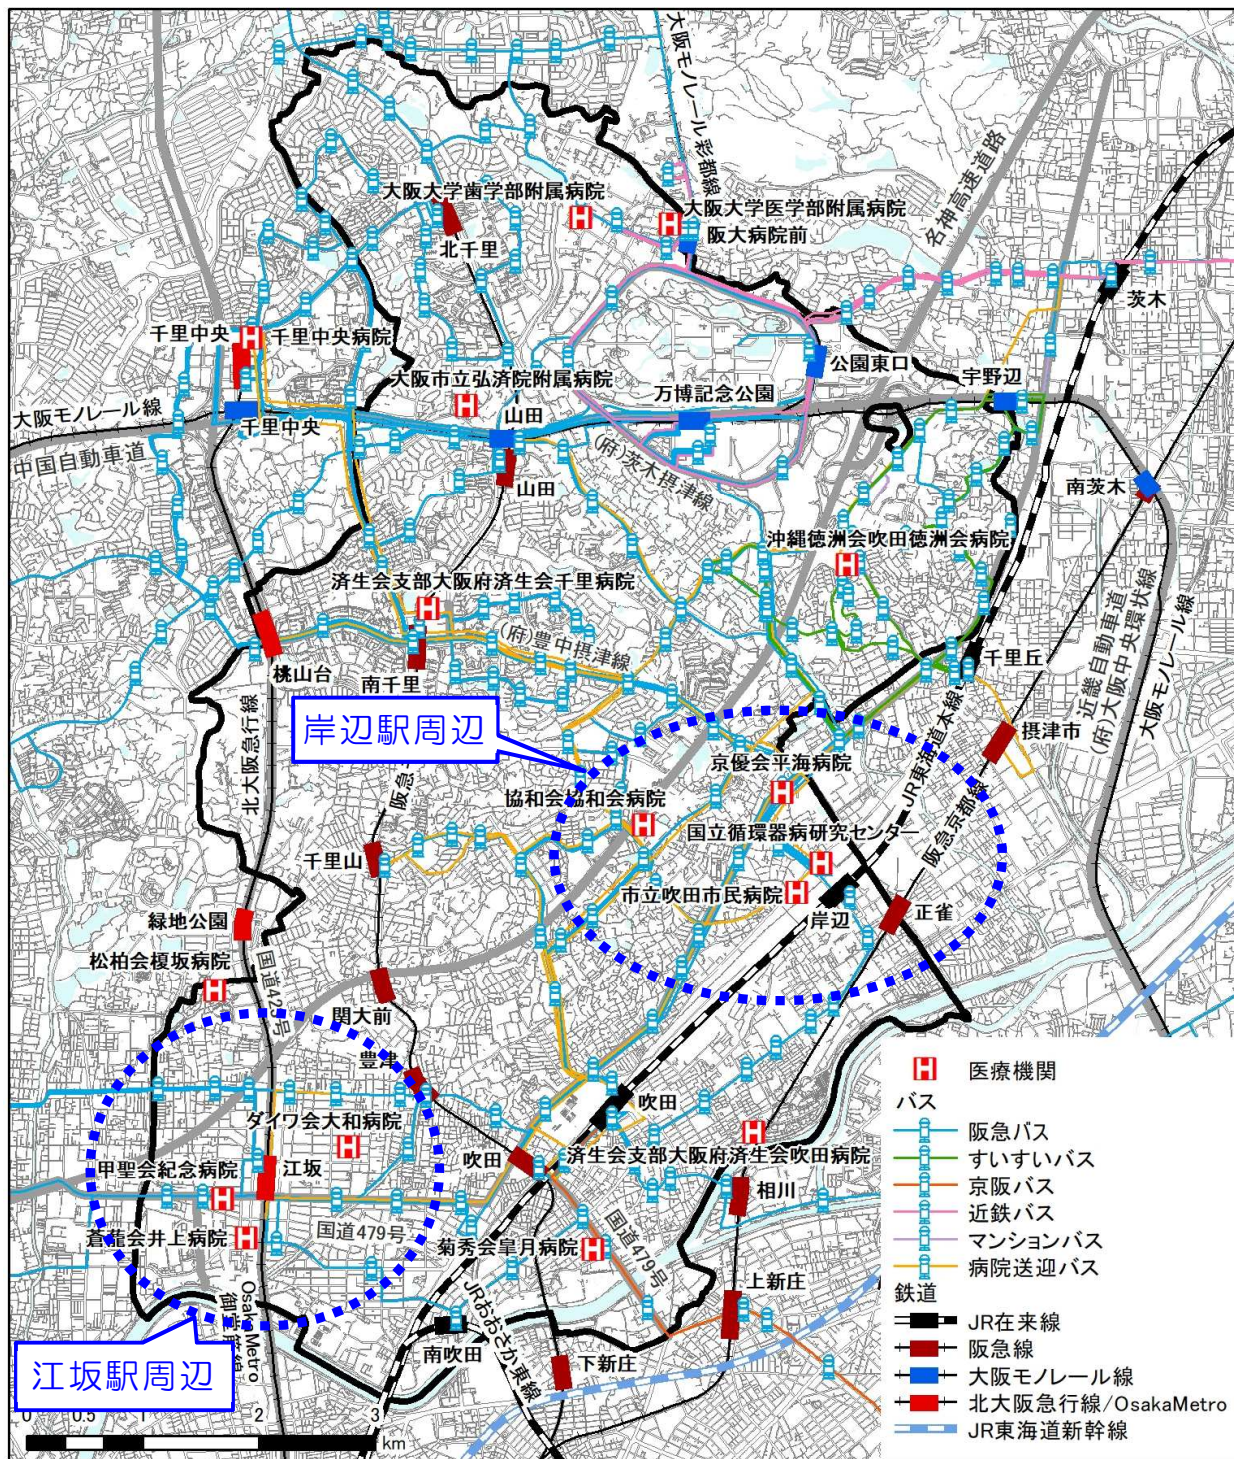 大阪モノレール彩都線
名神高速道路
大阪大学歯学部附属病院
大阪大学医学部附属病院
阪大病院前
北千里
茨木
千里中央
千里中央病院
公園東口
宇野辺
大阪市立弘済院附属病院
万博記念公園
大阪モノレール線
千里中央
山田
中国自動車道
(府)茨木摂津線
山田
南茨木
沖縄徳洲会吹田徳洲会病院
済生会支部大阪府済生会千里病院
(府)豊中摂津線
近畿自動車道
(府)大阪中央環状線
大阪モノレール線
千里丘
桃山台
南千里
岸辺駅周辺
摂津市
北大阪急行線
JR東海道本線
京優会平海病院
阪急千
協和会協和会病院
国立循環器病研究センター
阪急京都線
千里山
市立吹田市民病院
岸辺
正雀
緑地公園
松柏会榎坂病院
国道423号
関大前
豊津
ダイワ会大和病院
吹田
甲聖会紀念病院
江坂
吹田
済生会支部大阪府済生会吹田病院
相川
蒼龍会井上病院
国道479号
菊秀会皐月病院
国道479号
上新庄
Osaka Metro
御堂筋線
JRおおさか東線
南吹田
下新庄
江坂駅周辺
0 0.5 1 2 3
km
医療機関
バス
阪急バス
すいすいバス
京阪バス
近鉄バス
マンションバス
病院送迎バス
鉄道
JR在来線
阪急線
大阪モノレール線
北大阪急行線/OsakaMetro
JR東海道新幹線